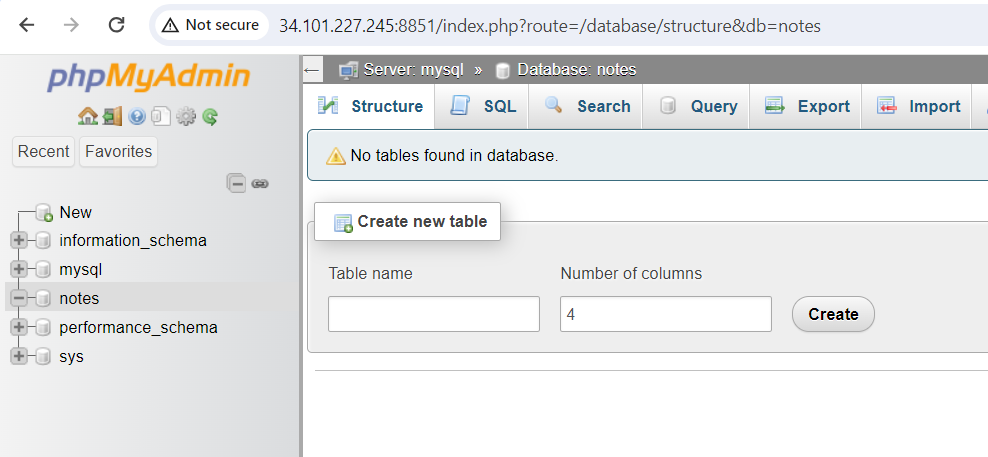 Not secure 34.101.227.245:8851/index.php?route=/database/structure&db=notes
phpMyAdmin
Recent Favorites
New
information_schema
mysql
notes
performance_schema
sys
Server: mysql » Database: notes
Structure SQL Search Query Export Import
No tables found in database.
Create new table
Table name Number of columns
4 Create